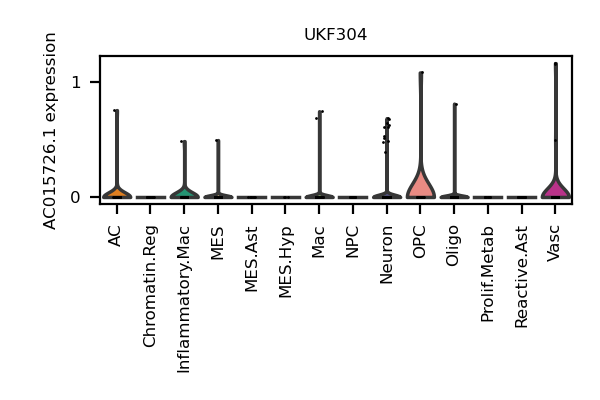 UKF304
AC015726.1 expression
1
0
AC
Chromatin.Reg
Inflammatory.Mac
MES
MES.Ast
MES.Hyp
Mac
NPC
Neuron
OPC
Oligo
Prolif.Metab
Reactive.Ast
Vasc